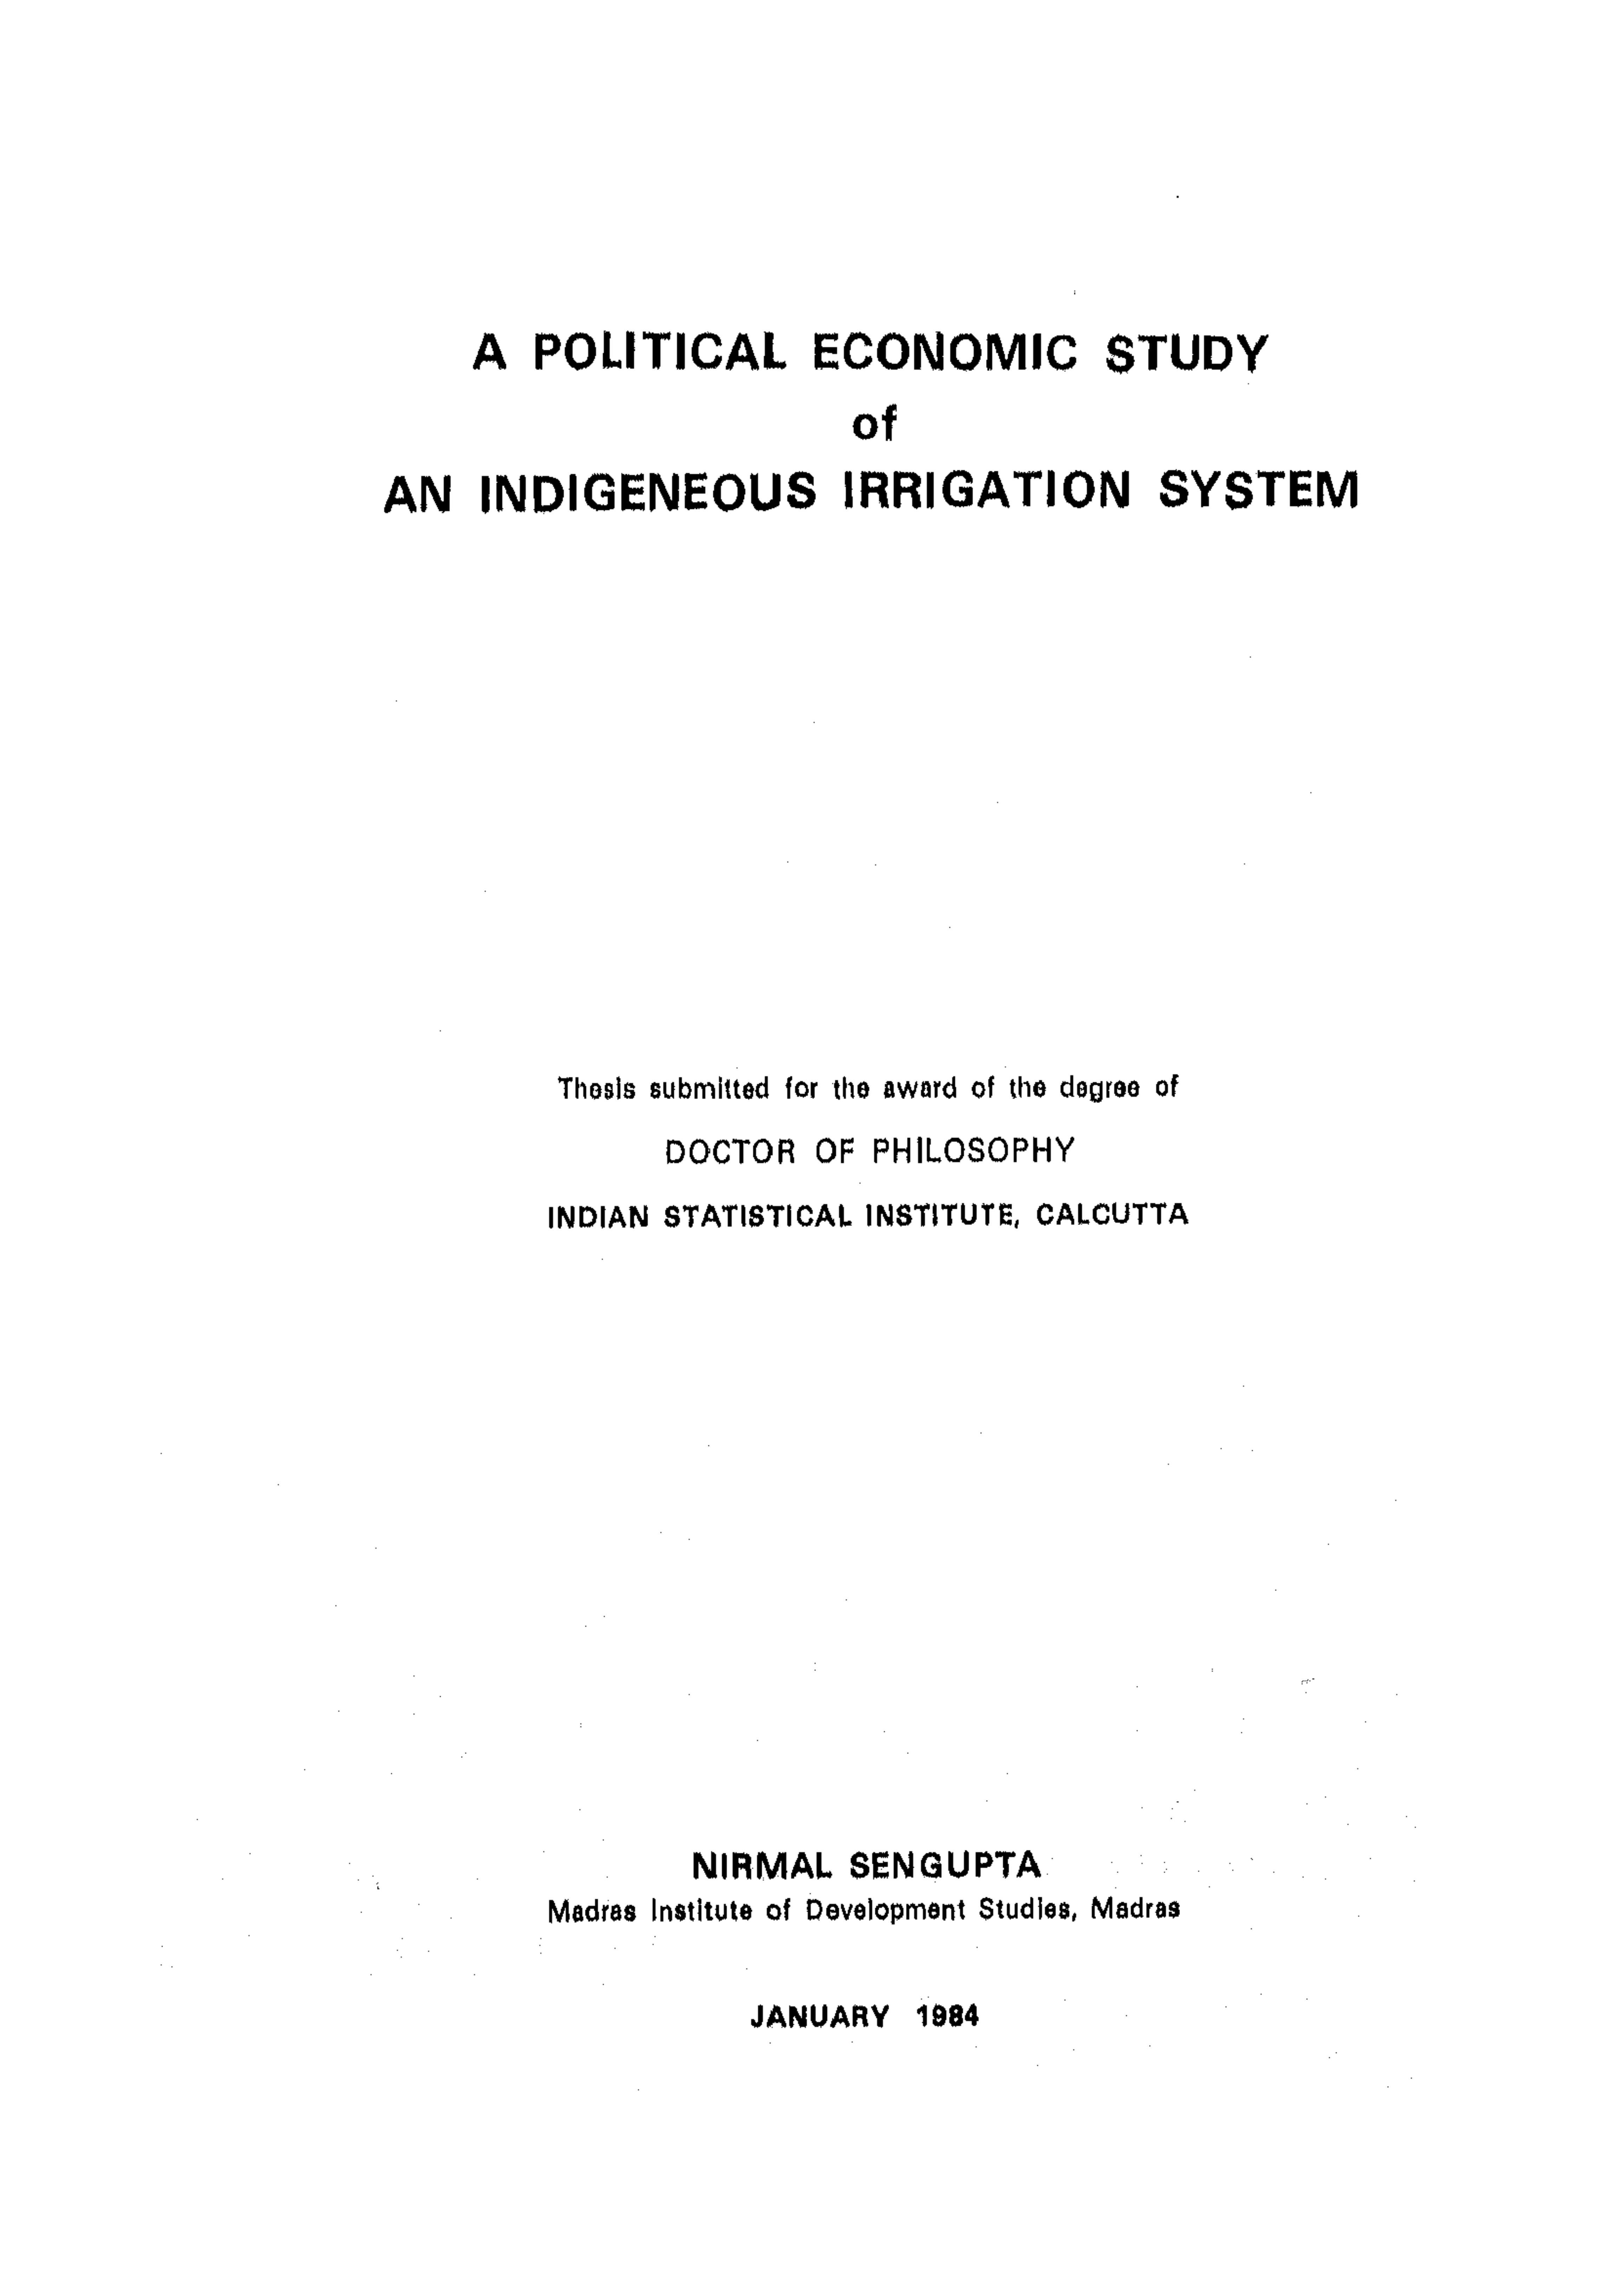 A POLITICAL ECONOMIC STUDY
of
AN INDIGENEOUS IRRIGATION SYSTEM
Thesis submitted for the award of the degree of
DOCTOR OF PHILOSOPHY
INDIAN STATISTICAL INSTITUTE, CALCUTTA
NIRMAL SENGUPTA
Madras Institute of Development Studies, Madras
JANUARY 1984